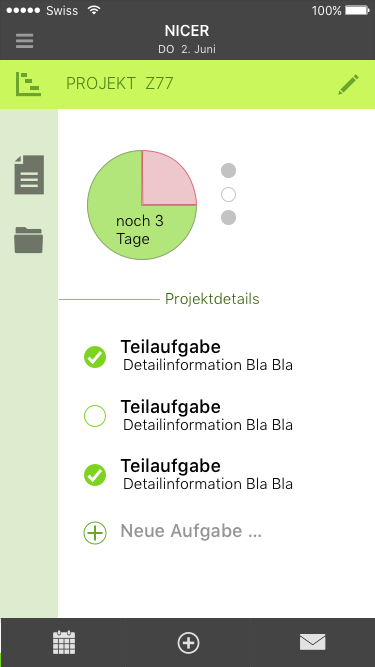 Swiss 100%
NICER
DO 2. Juni
PROJEKT Z77
noch 3
Tage
Projektdetails
Teilaufgabe
Detailinformation Bla Bla
Teilaufgabe
Detailinformation Bla Bla
Teilaufgabe
Detailinformation Bla Bla
Neue Aufgabe ...